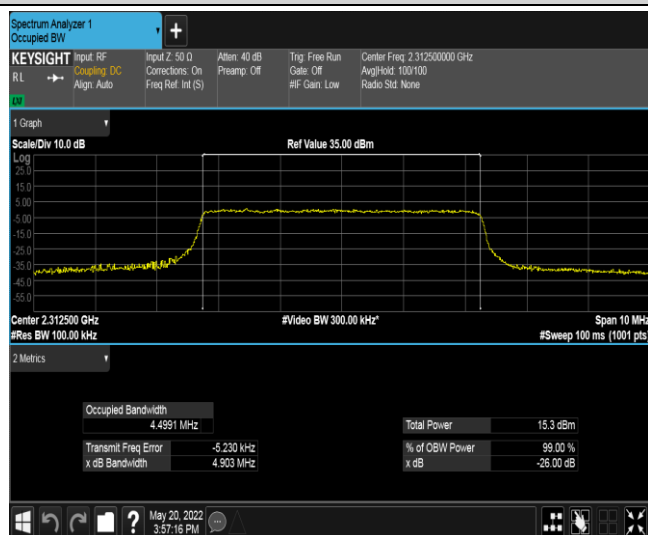 Spectrum Analyzer 1
Occupied BW
KEYSIGHT
RL
LXI
Input: RF
Coupling: DC
Align: Auto
Input Z: 50 Ω
Corrections: On
Freq Ref: Int (S)
Atten: 40 dB
Preamp: Off
Trig: Free Run
Gate: Off
#IF Gain: Low
Center Freq: 2.312500000 GHz
Avg|Hold: 100/100
Radio Std: None
1 Graph
Scale/Div 10.0 dB
Ref Value 35.00 dBm
Log
25.0
15.0
5.00
-5.00
-15.0
-25.0
-35.0
-45.0
-55.0
Center 2.312500 GHz
#Video BW 300.00 kHz*
Span 10 MHz
#Res BW 100.00 kHz
#Sweep 100 ms (1001 pts)
2 Metrics
Occupied Bandwidth
4.4991 MHz
Total Power 15.3 dBm
Transmit Freq Error -5.230 kHz
% of OBW Power 99.00 %
x dB Bandwidth 4.903 MHz
x dB -26.00 dB
May 20, 2022
3:57:16 PM